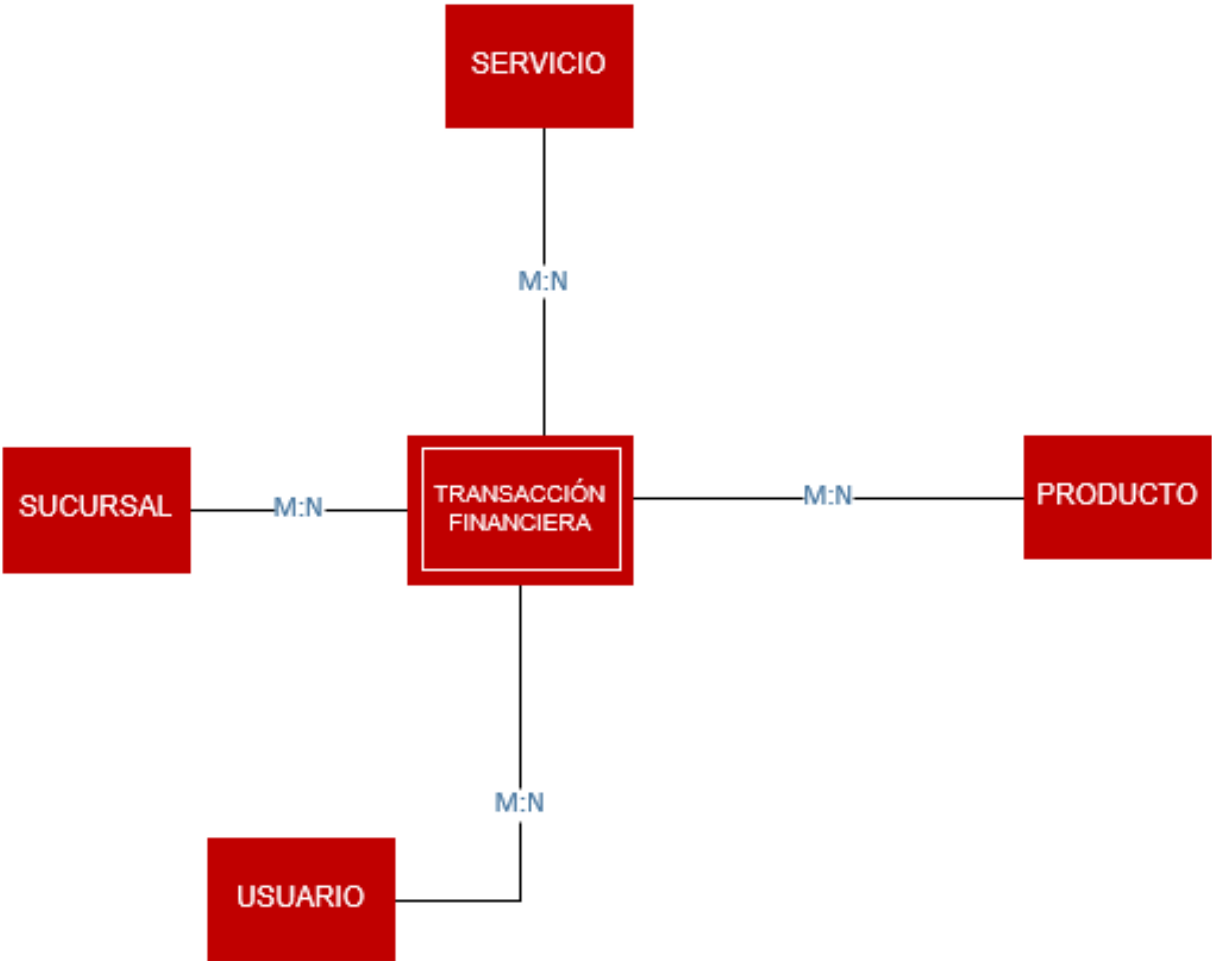 SERVICIO
M:N
SUCURSAL
M:N
TRANSACCIÓN
FINANCIERA
M:N
PRODUCTO
M:N
USUARIO